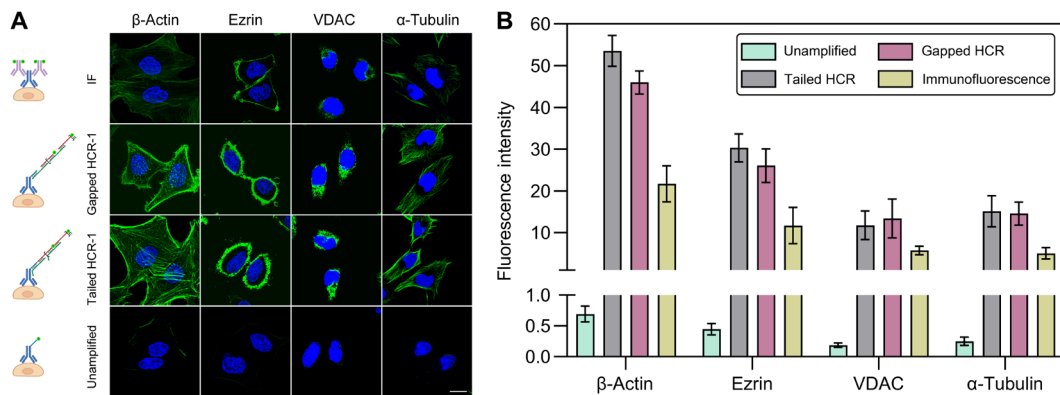 A
β-Actin
Ezrin
VDAC
α-Tubulin
IF
Gapped HCR-1
Tailed HCR-1
Unamplified
B
Fluorescence intensity
60
50
40
30
20
10
1.0
0.5
0.0
Unamplified
Gapped HCR
Tailed HCR
Immunofluorescence
β-Actin
Ezrin
VDAC
α-Tubulin